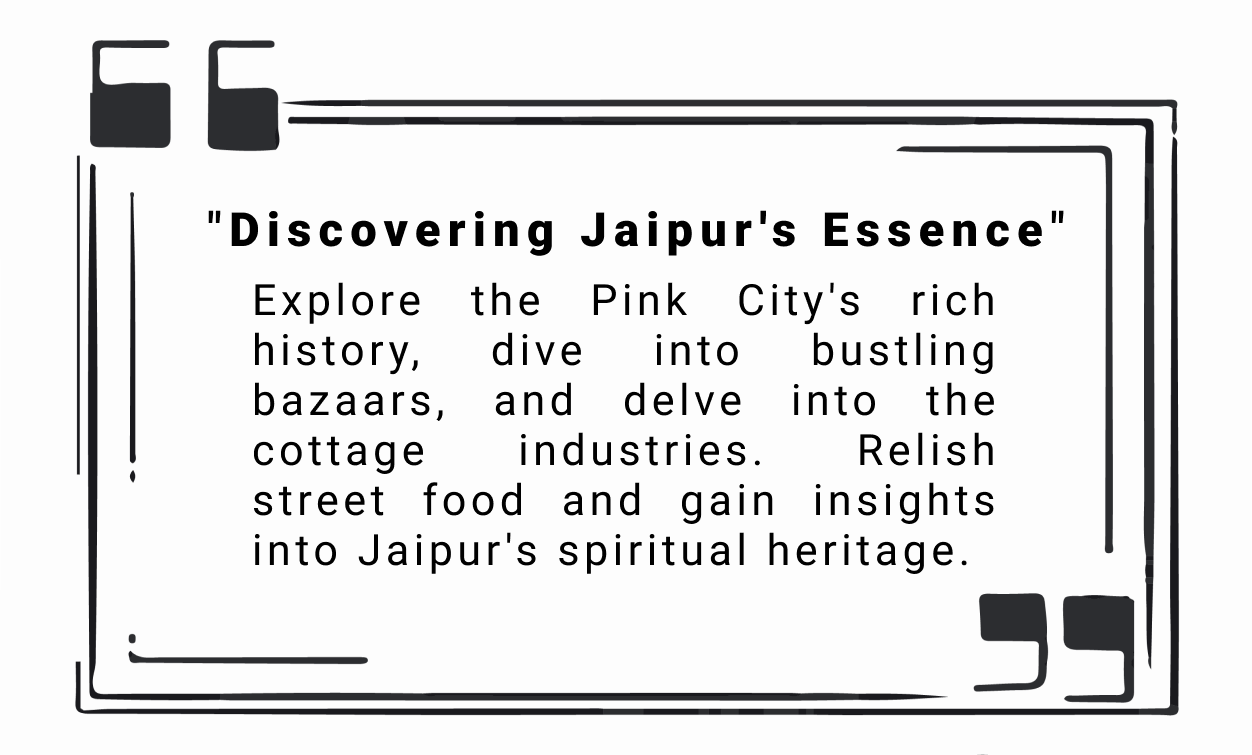 "Discovering Jaipur's Essence"
Explore the Pink City's rich
history, dive into bustling
bazaars, and delve into the
cottage industries. Relish
street food and gain insights
into Jaipur's spiritual heritage.